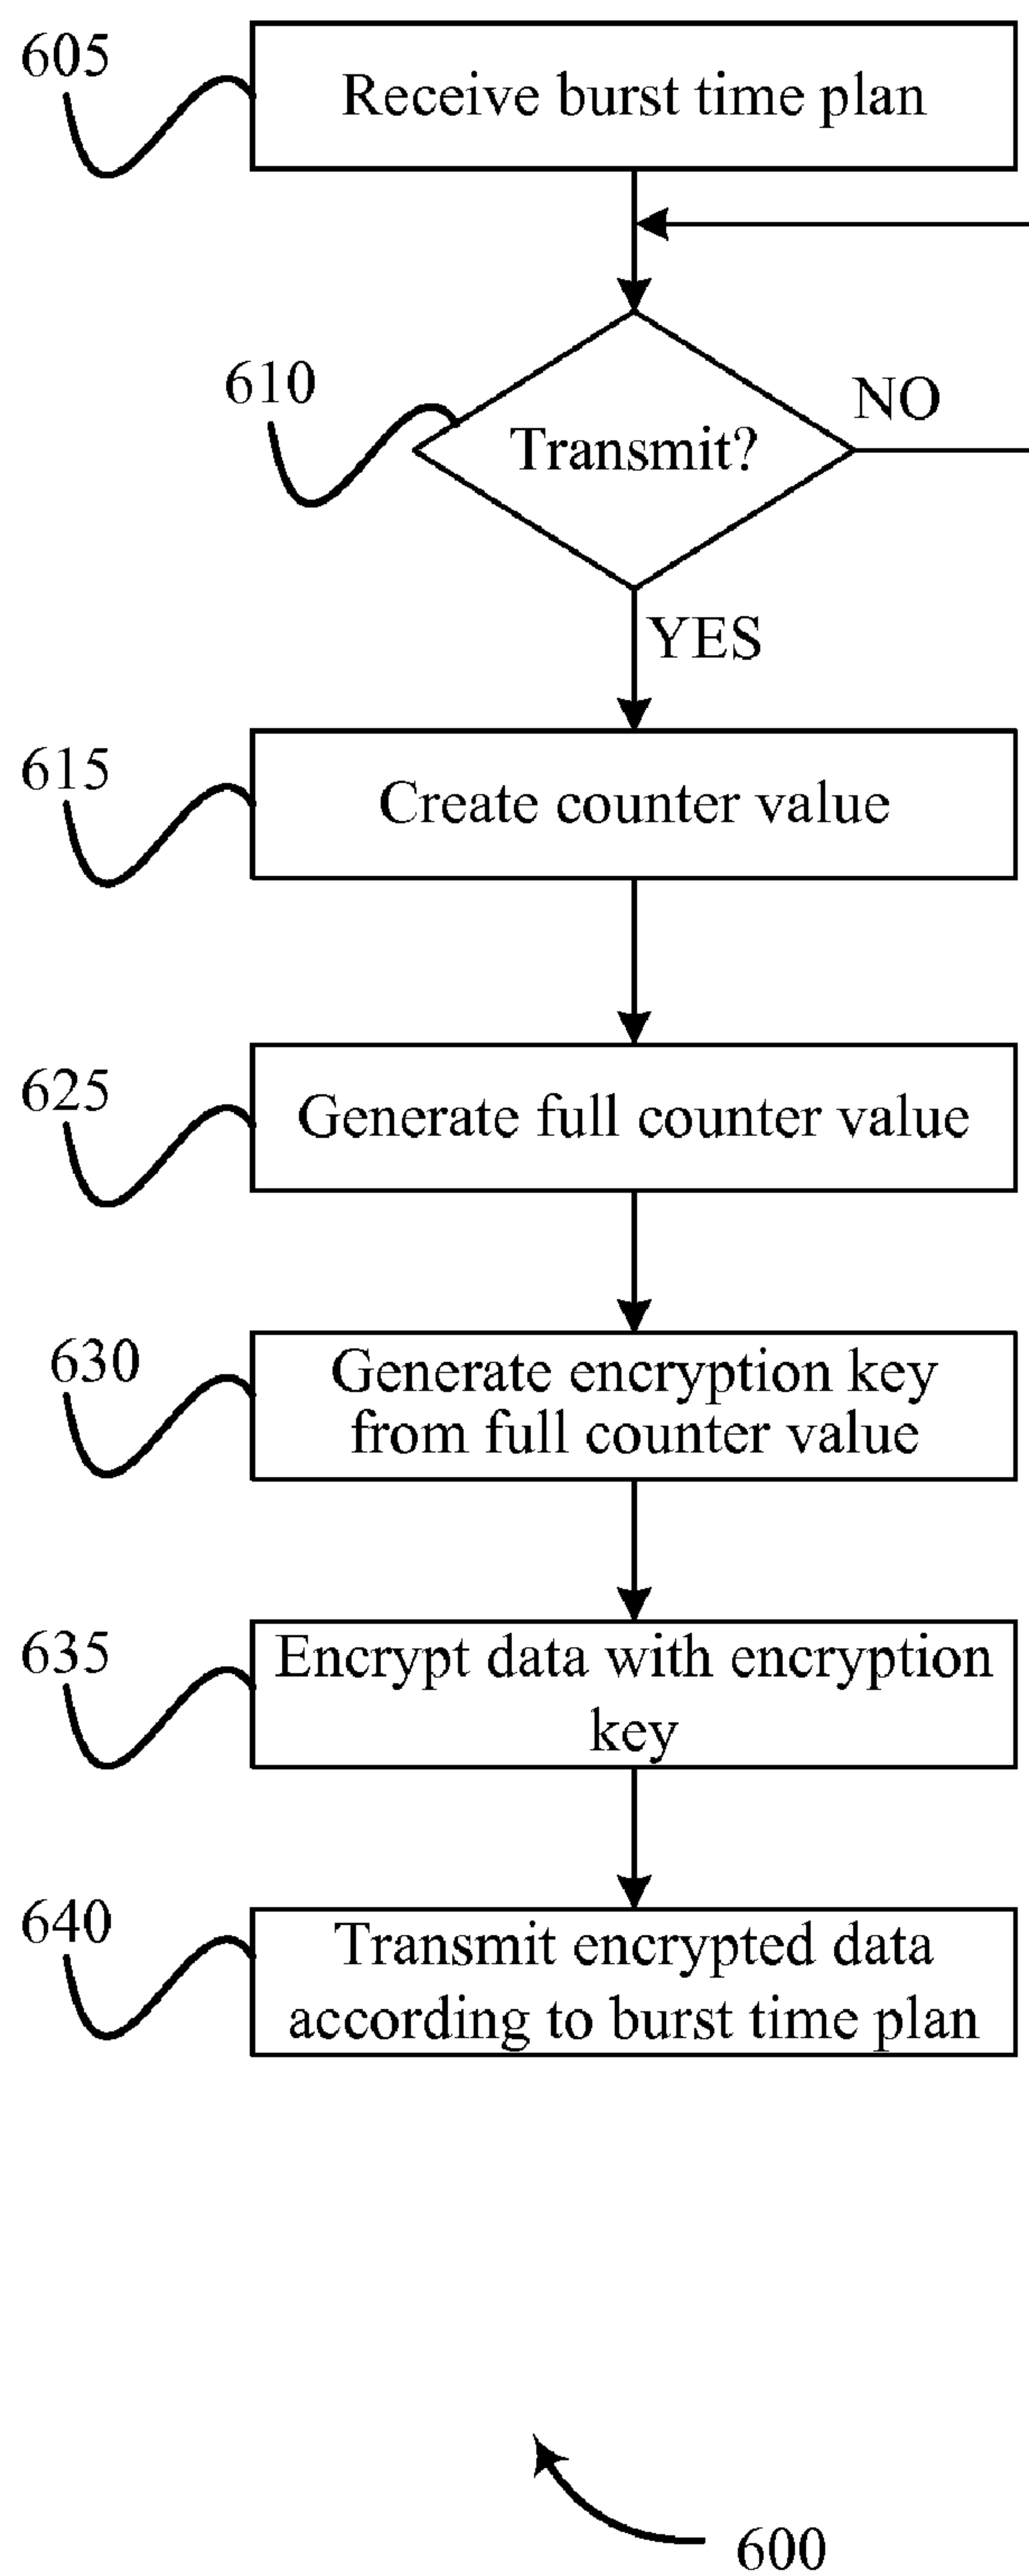 605
Receive burst time plan
610
NO
Transmit?
YES
615
Create counter value
625
Generate full counter value
630
Generate encryption key
from full counter value
635
Encrypt data with encryption
key
640
Transmit encrypted data
according to burst time plan
600